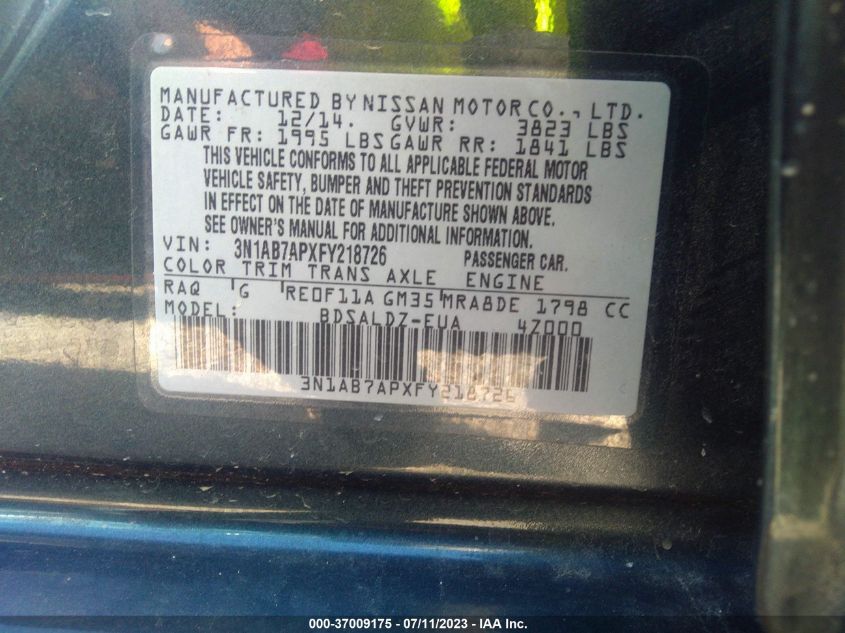 MANUFACTURED BY NISSAN MOTOR CO., LTD.
DATE: 12/14. GVWR: 3823 LBS
GAWR FR: 1995 LBS GAWR RR: 1841 LBS
THIS VEHICLE CONFORMS TO ALL APPLICABLE FEDERAL MOTOR
VEHICLE SAFETY, BUMPER AND THEFT PREVENTION STANDARDS
IN EFFECT ON THE DATE OF MANUFACTURE SHOWN ABOVE.
SEE OWNER'S MANUAL FOR ADDITIONAL INFORMATION.
VIN: 3N1AB7APXFY218726 PASSENGER CAR.
COLOR TRIM TRANS AXLE ENGINE
RAQ G RE0F11A GM35 MRA8DE 1798 CC
MODEL: BDSALDZ-EUA 4Z000
3N1AB7APXFY218726
000-37009175 - 07/11/2023 - IAA Inc.